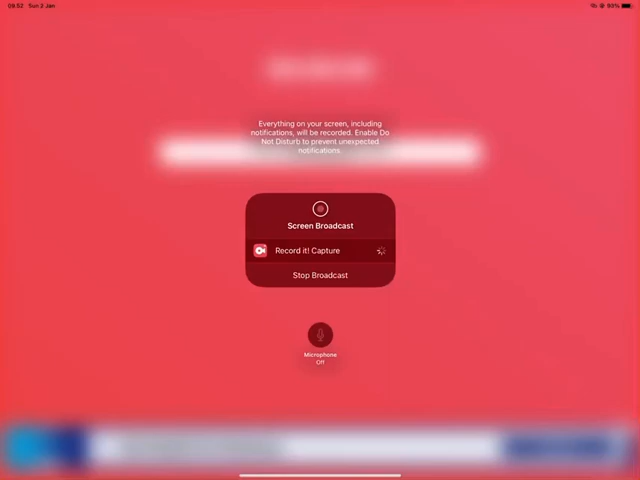 09:52 Sun 2 Jan
93%
Everything on your screen, including
notifications, will be recorded. Enable Do
Not Disturb to prevent unexpected
notifications.
Screen Broadcast
Record it! Capture
Stop Broadcast
Microphone
Off